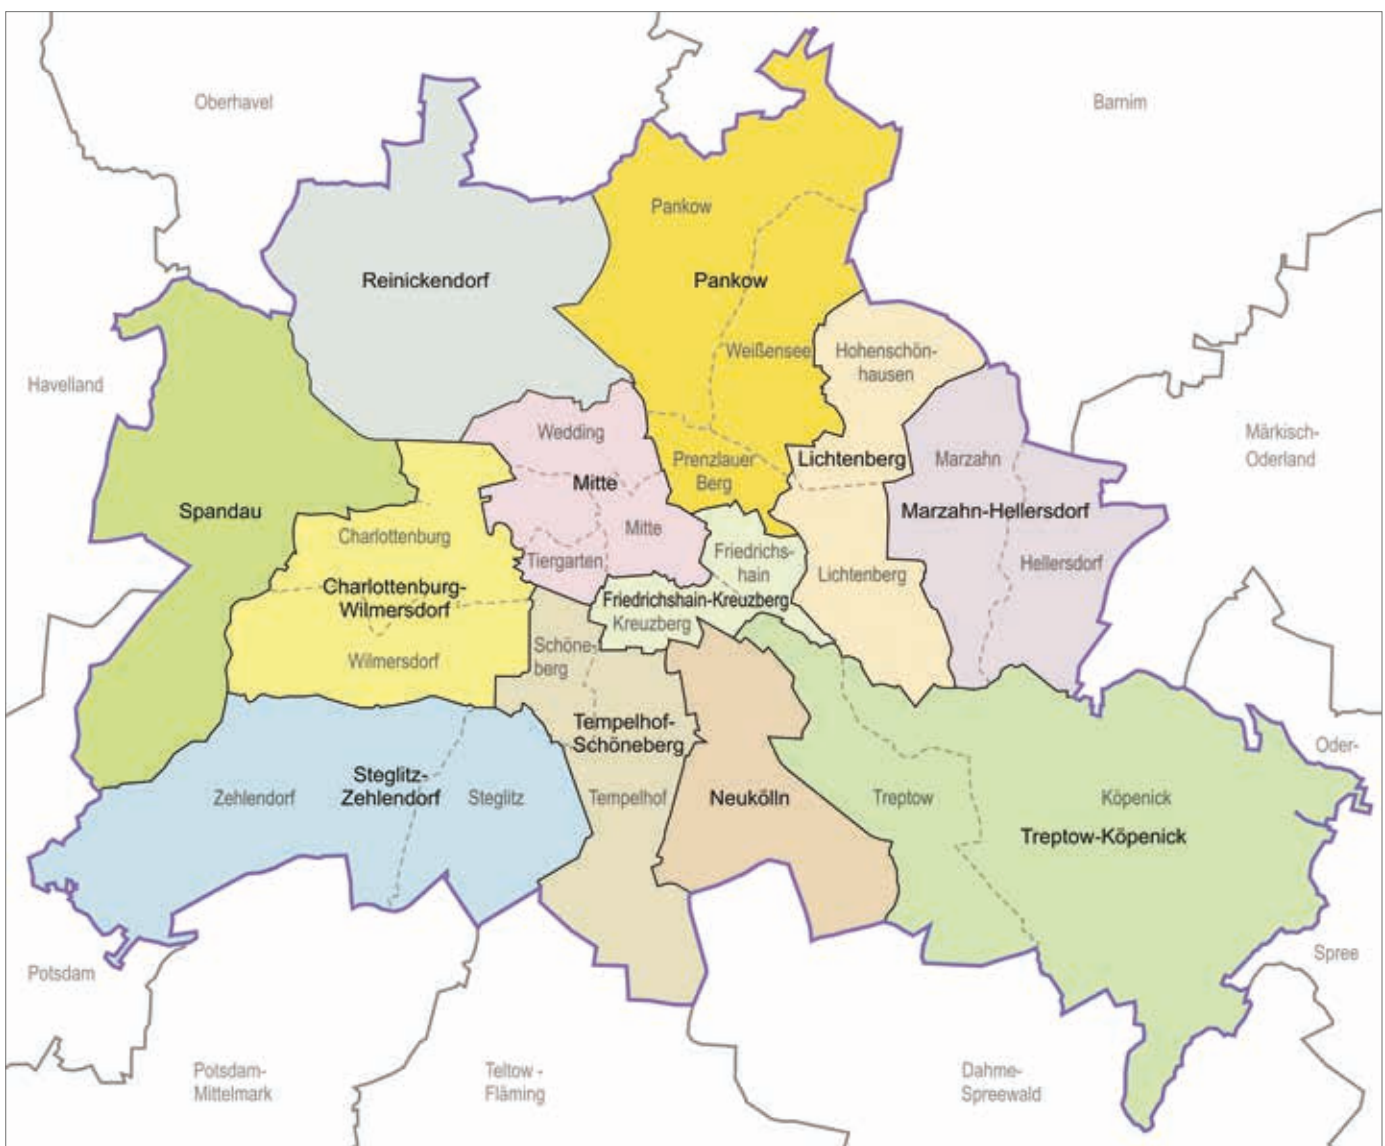 Oberhavel
Barnim
Pankow
Reinickendorf
Pankow
Weißensee
Hohenschön-
hausen
Havelland
Wedding
Märkisch-
Oderland
Prenzlauer
Berg
Lichtenberg
Marzahn
Mitte
Spandau
Marzahn-Hellersdorf
Charlottenburg
Mitte
Tiergarten
Friedrichs-
hain
Lichtenberg
Hellersdorf
Charlottenburg-
Wilmersdorf
Friedrichshain-Kreuzberg
Kreuzberg
Wilmersdorf
Schöne-
berg
Tempelhof-
Schöneberg
Oder-
Zehlendorf
Steglitz-
Zehlendorf
Steglitz
Tempelhof
Neukölln
Treptow
Köpenick
Treptow-Köpenick
Spree
Potsdam
Potsdam-
Mittelmark
Teltow -
Fläming
Dahme-
Spreewald